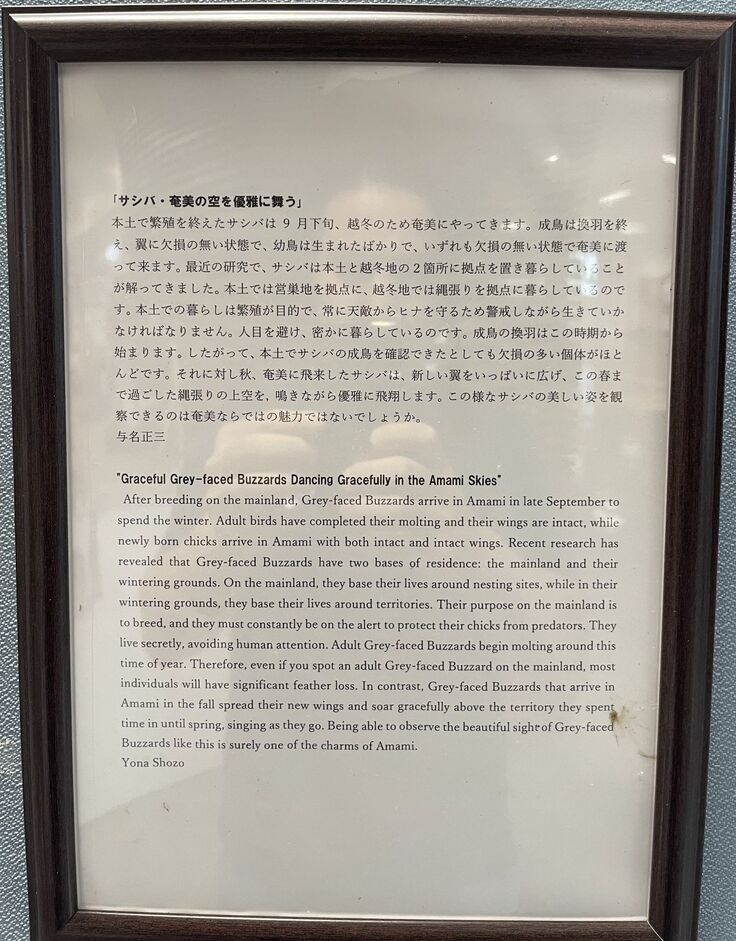 「サシバ・奄美の空を優雅に舞う」
本土で繁殖を終えたサシバは 9 月下旬、越冬のため奄美にやってきます。成鳥は換羽を終
え、翼に欠損の無い状態で、幼鳥は生まれたばかりで、いずれも欠損の無い状態で奄美に渡
って来ます。最近の研究で、サシバは本土と越冬地の２箇所に拠点を置き暮らしていること
が解ってきました。本土では営巣地を拠点に、越冬地では縄張りを拠点に暮らしているので
す。本土での暮らしは繁殖が目的で、常に天敵からヒナを守るため警戒しながら生きていか
なければなりません。人目を避け、密かに暮らしているのです。成鳥の換羽はこの時期から
始まります。したがって、本土でサシバの成鳥を確認できたとしても欠損の多い個体がほと
んどです。それに対し秋、奄美に飛来したサシバは、新しい翼をいっぱいに広げ、この春ま
で過ごした縄張りの上空を, 鳴きながら優雅に飛翔します。この様なサシバの美しい姿を観
察できるのは奄美ならではの魅力ではないでしょうか。
与名正三
"Graceful Grey-faced Buzzards Dancing Gracefully in the Amami Skies"
After breeding on the mainland, Grey-faced Buzzards arrive in Amami in late September to
spend the winter. Adult birds have completed their molting and their wings are intact, while
newly born chicks arrive in Amami with both intact and intact wings. Recent research has
revealed that Grey-faced Buzzards have two bases of residence: the mainland and their
wintering grounds. On the mainland, they base their lives around nesting sites, while in their
wintering grounds, they base their lives around territories. Their purpose on the mainland is
to breed, and they must constantly be on the alert to protect their chicks from predators. They
live secretly, avoiding human attention. Adult Grey-faced Buzzards begin molting around this
time of year. Therefore, even if you spot an adult Grey-faced Buzzard on the mainland, most
individuals will have significant feather loss. In contrast, Grey-faced Buzzards that arrive in
Amami in the fall spread their new wings and soar gracefully above the territory they spent
time in until spring, singing as they go. Being able to observe the beautiful sight of Grey-faced
Buzzards like this is surely one of the charms of Amami.
Yona Shozo